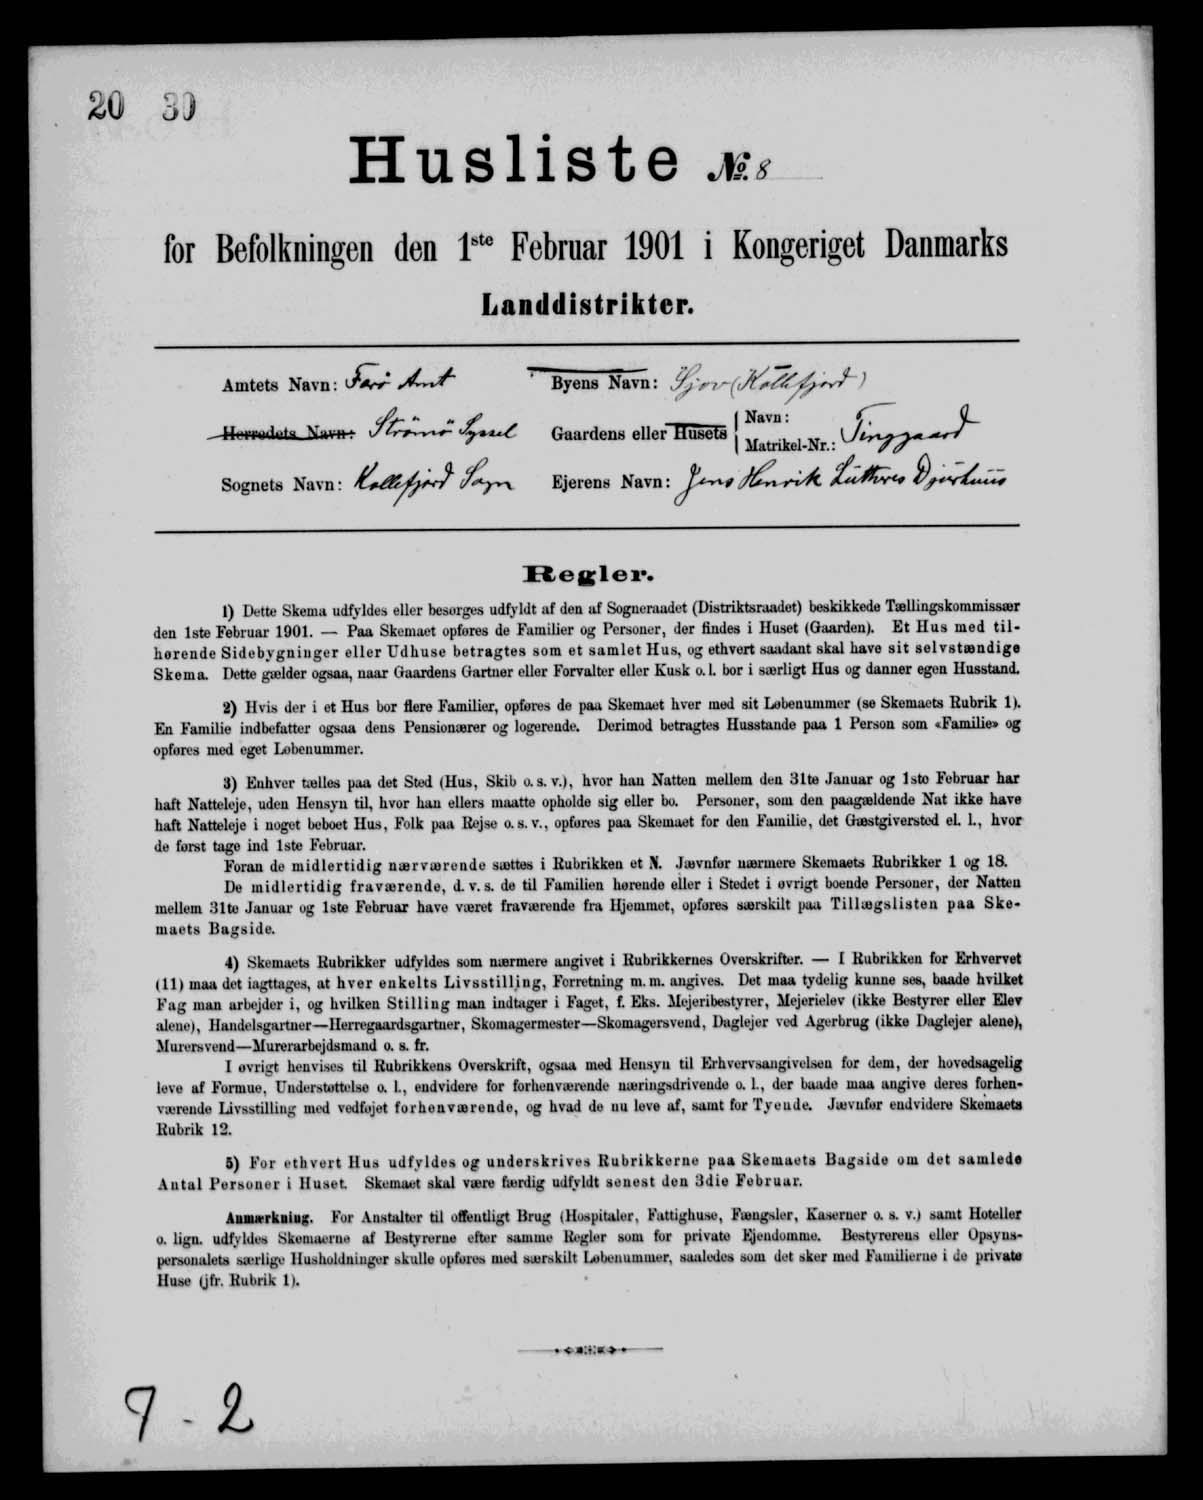 20 30
Husliste № 8
for Befolkningen den 1ste Februar 1901 i Kongeriget Danmarks
Landdistrikter.
Amtets Navn: Færö Amt
Byens Navn: Sjov (Kollefjord)
Herredets Navn: Strömö Syssel
Gaardens eller Husets
Navn:
Matrikel-Nr.: Tinggaard
Sognets Navn: Kollefjord Sogn
Ejerens Navn: Jens Henrik Lutheres Djurhuus
Regler.
1) Dette Skema udfyldes eller besørges udfyldt af den af Sogneraadet (Distriktsraadet) beskikkede Tællingskommissær
den 1ste Februar 1901. — Paa Skemaet opføres de Familier og Personer, der findes i Huset (Gaarden). Et Hus med til-
hørende Sidebygninger eller Udhuse betragtes som et samlet Hus, og ethvert saadant skal have sit selvstændige
Skema. Dette gælder ogsaa, naar Gaardens Gartner eller Forvalter eller Kusk o. l. bor i særligt Hus og danner egen Husstand.
2) Hvis der i et Hus bor flere Familier, opføres de paa Skemaet hver med sit Løbenummer (se Skemaets Rubrik 1).
En Familie indbefatter ogsaa dens Pensionærer og logerende. Derimod betragtes Husstande paa 1 Person som «Familie» og
opføres med eget Løbenummer.
3) Enhver tælles paa det Sted (Hus, Skib o. s. v.), hvor han Natten mellem den 31te Januar og 1ste Februar har
haft Natteleje, uden Hensyn til, hvor han ellers maatte opholde sig eller bo. Personer, som den paagældende Nat ikke have
haft Natteleje i noget beboet Hus, Folk paa Rejse o. s. v., opføres paa Skemaet for den Familie, det Gæstgiversted el. l., hvor
de først tage ind 1ste Februar.
Foran de midlertidig nærværende sættes i Rubrikken et N. Jævnfør nærmere Skemaets Rubrikker 1 og 18.
De midlertidig fraværende, d. v. s. de til Familien hørende eller i Stedet i øvrigt boende Personer, der Natten
mellem 31te Januar og 1ste Februar have været fraværende fra Hjemmet, opføres særskilt paa Tillægslisten paa Ske-
maets Bagside.
4) Skemaets Rubrikker udfyldes som nærmere angivet i Rubrikkernes Overskrifter. — I Rubrikken for Erhvervet
(11) maa det iagttages, at hver enkelts Livsstilling, Forretning m. m. angives. Det maa tydelig kunne ses, baade hvilket
Fag man arbejder i, og hvilken Stilling man indtager i Faget, f. Eks. Mejeribestyrer, Mejerielev (ikke Bestyrer eller Elev
alene), Handelsgartner—Herregaardsgartner, Skomagermester—Skomagersvend, Daglejer ved Agerbrug (ikke Daglejer alene),
Murersvend—Murerarbejdsmand o. s. fr.
I øvrigt henvises til Rubrikkens Overskrift, ogsaa med Hensyn til Erhvervsangivelsen for dem, der hovedsagelig
leve af Formue, Understøttelse o. l., endvidere for forhenværende næringsdrivende o. l., der baade maa angive deres forhen-
værende Livsstilling med vedføjet forhenværende, og hvad de nu leve af, samt for Tyende. Jævnfør endvidere Skemaets
Rubrik 12.
5) For ethvert Hus udfyldes og underskrives Rubrikkerne paa Skemaets Bagside om det samlede
Antal Personer i Huset. Skemaet skal være færdig udfyldt senest den 3die Februar.
Anmærkning. For Anstalter til offentligt Brug (Hospitaler, Fattighuse, Fængsler, Kaserner o. s. v.) samt Hoteller
o. lign. udfyldes Skemaerne af Bestyrerne efter samme Regler som for private Ejendomme. Bestyrerens eller Opsyns-
personalets særlige Husholdninger skulle opføres med særskilt Løbenummer, saaledes som det sker med Familierne i de private
Huse (jfr. Rubrik 1).
7 - 2